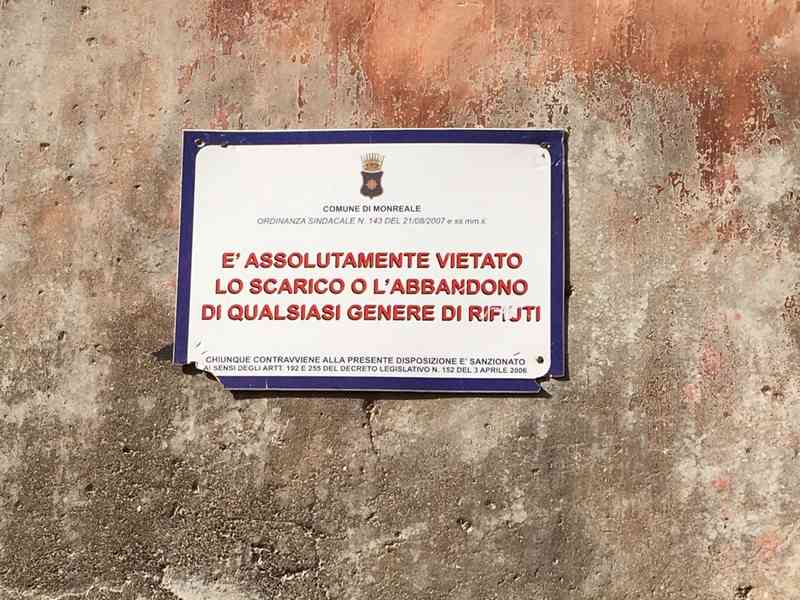 COMUNE DI MONREALE
ORDINANZA SINDACALE N. 143 DEL 21/08/2007 e ss mm.ii.
E' ASSOLUTAMENTE VIETATO
LO SCARICO O L'ABBANDONO
DI QUALSIASI GENERE DI RIFIUTI
CHIUNQUE CONTRAVVIENE ALLA PRESENTE DISPOSIZIONE E' SANZIONATO
AI SENSI DEGLI ARTT. 192 E 255 DEL DECRETO LEGISLATIVO N. 152 DEL 3 APRILE 2006